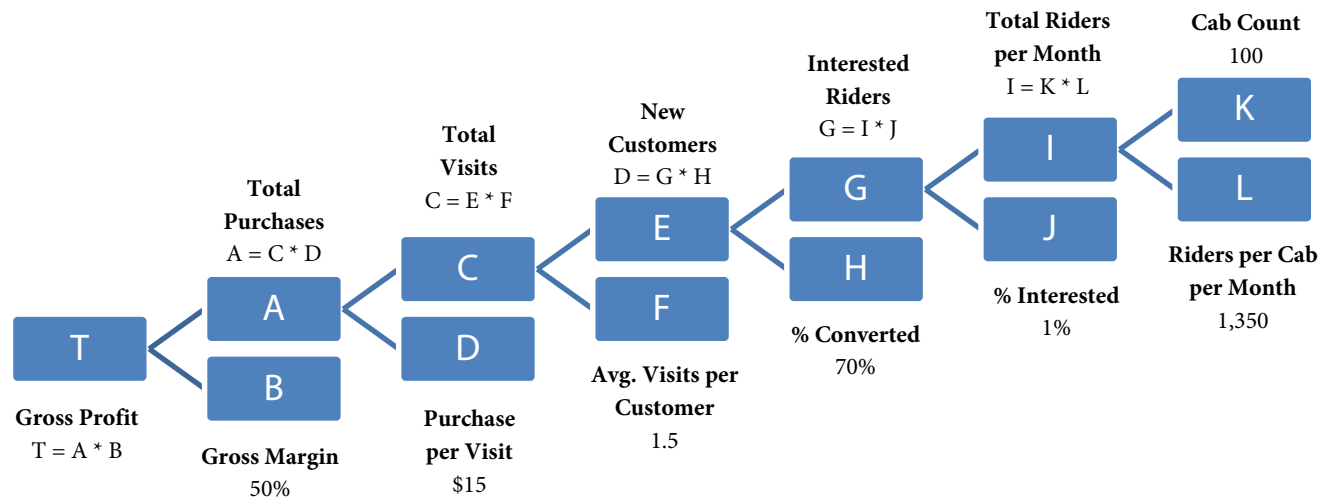 T
Gross Profit
T = A * B
Total
Purchases
A = C * D
A
B
Gross Margin
50%
Total
Visits
C = E * F
C
D
Purchase
per Visit
$15
New
Customers
D = G * H
E
F
Avg. Visits per
Customer
1.5
Interested
Riders
G = I * J
G
H
% Converted
70%
Total Riders
per Month
I = K * L
I
J
% Interested
1%
Cab Count
100
K
L
Riders per Cab
per Month
1,350